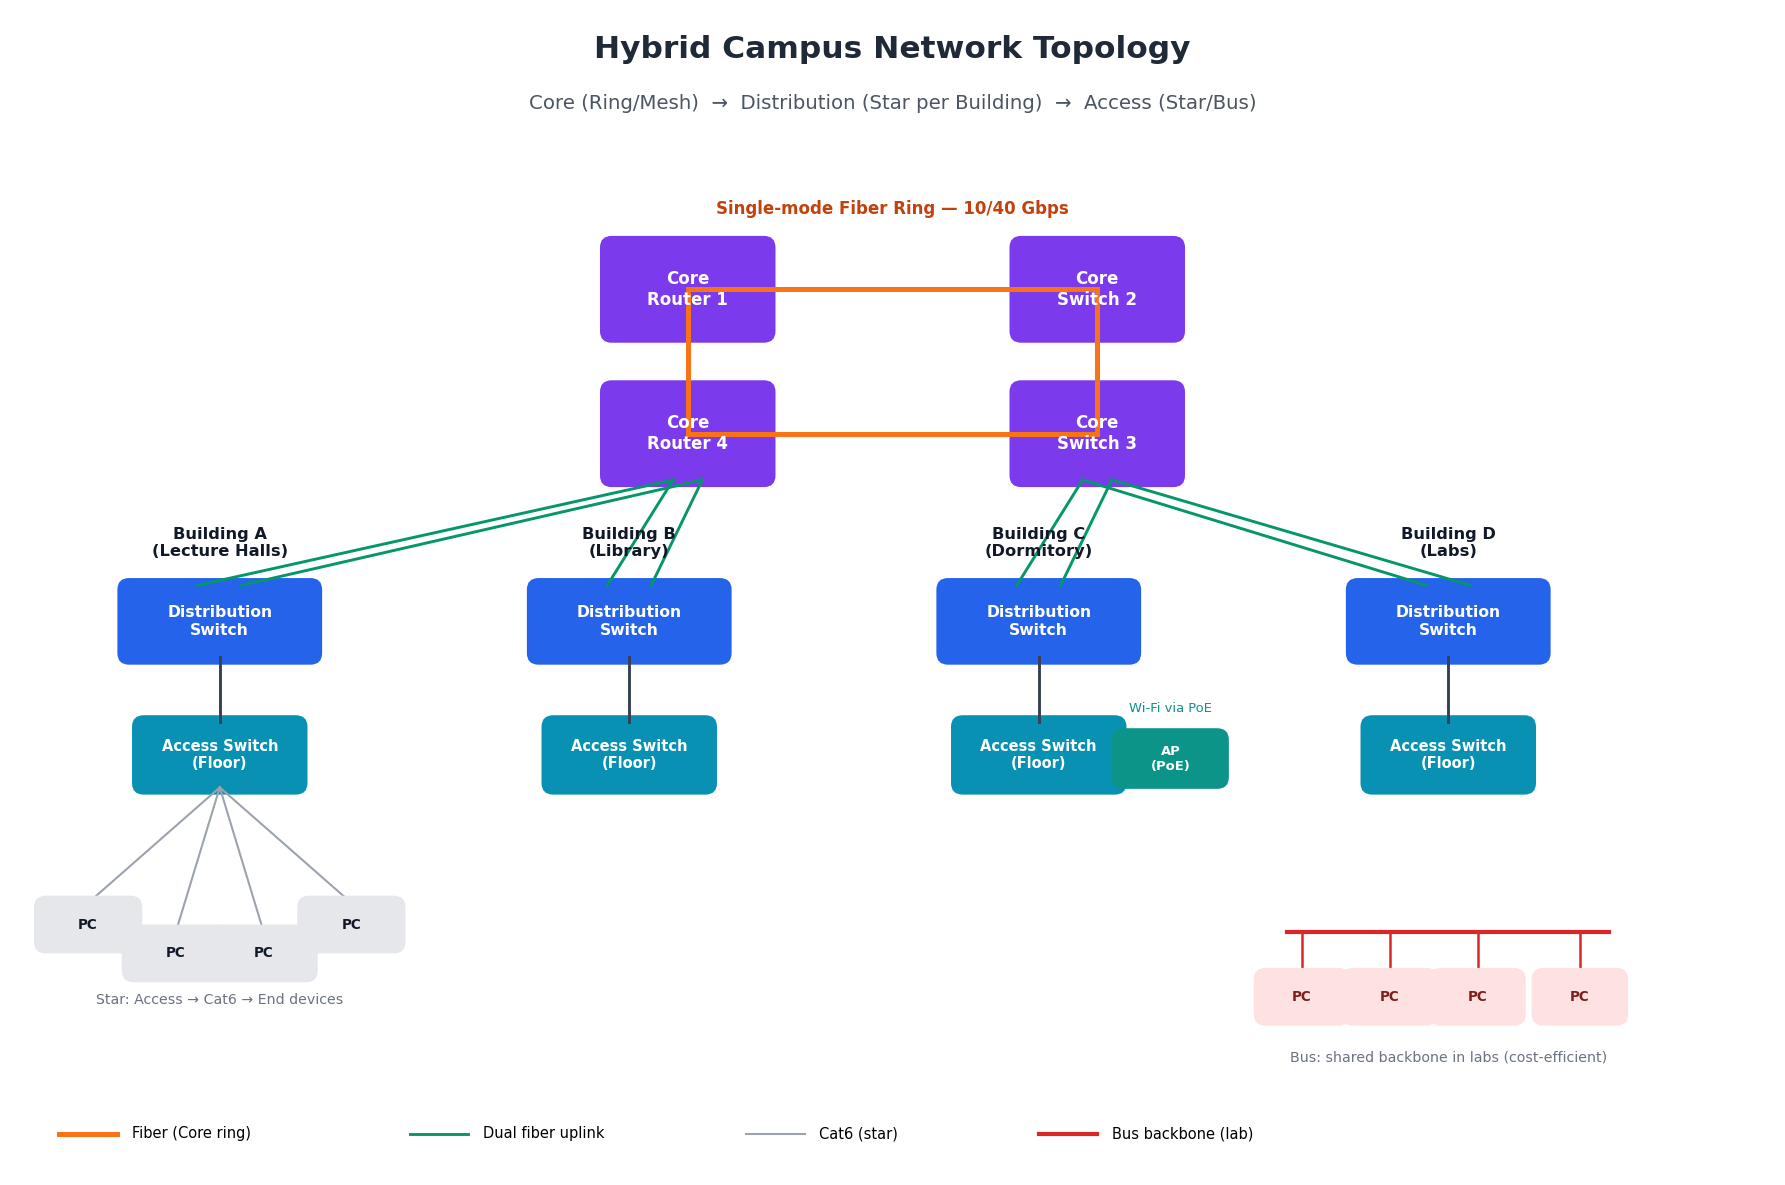 Hybrid Campus Network Topology
Core (Ring/Mesh) → Distribution (Star per Building) → Access (Star/Bus)
Single-mode Fiber Ring — 10/40 Gbps
Core
Router 1
Core
Switch 2
Core
Router 4
Core
Switch 3
Building A
(Lecture Halls)
Building B
(Library)
Building C
(Dormitory)
Building D
(Labs)
Distribution
Switch
Distribution
Switch
Distribution
Switch
Distribution
Switch
Wi-Fi via PoE
Access Switch
(Floor)
Access Switch
(Floor)
Access Switch
(Floor)
AP
(PoE)
Access Switch
(Floor)
PC
PC
PC
PC
Star: Access → Cat6 → End devices
PC
PC
PC
PC
Bus: shared backbone in labs (cost-efficient)
Fiber (Core ring)
Dual fiber uplink
Cat6 (star)
Bus backbone (lab)